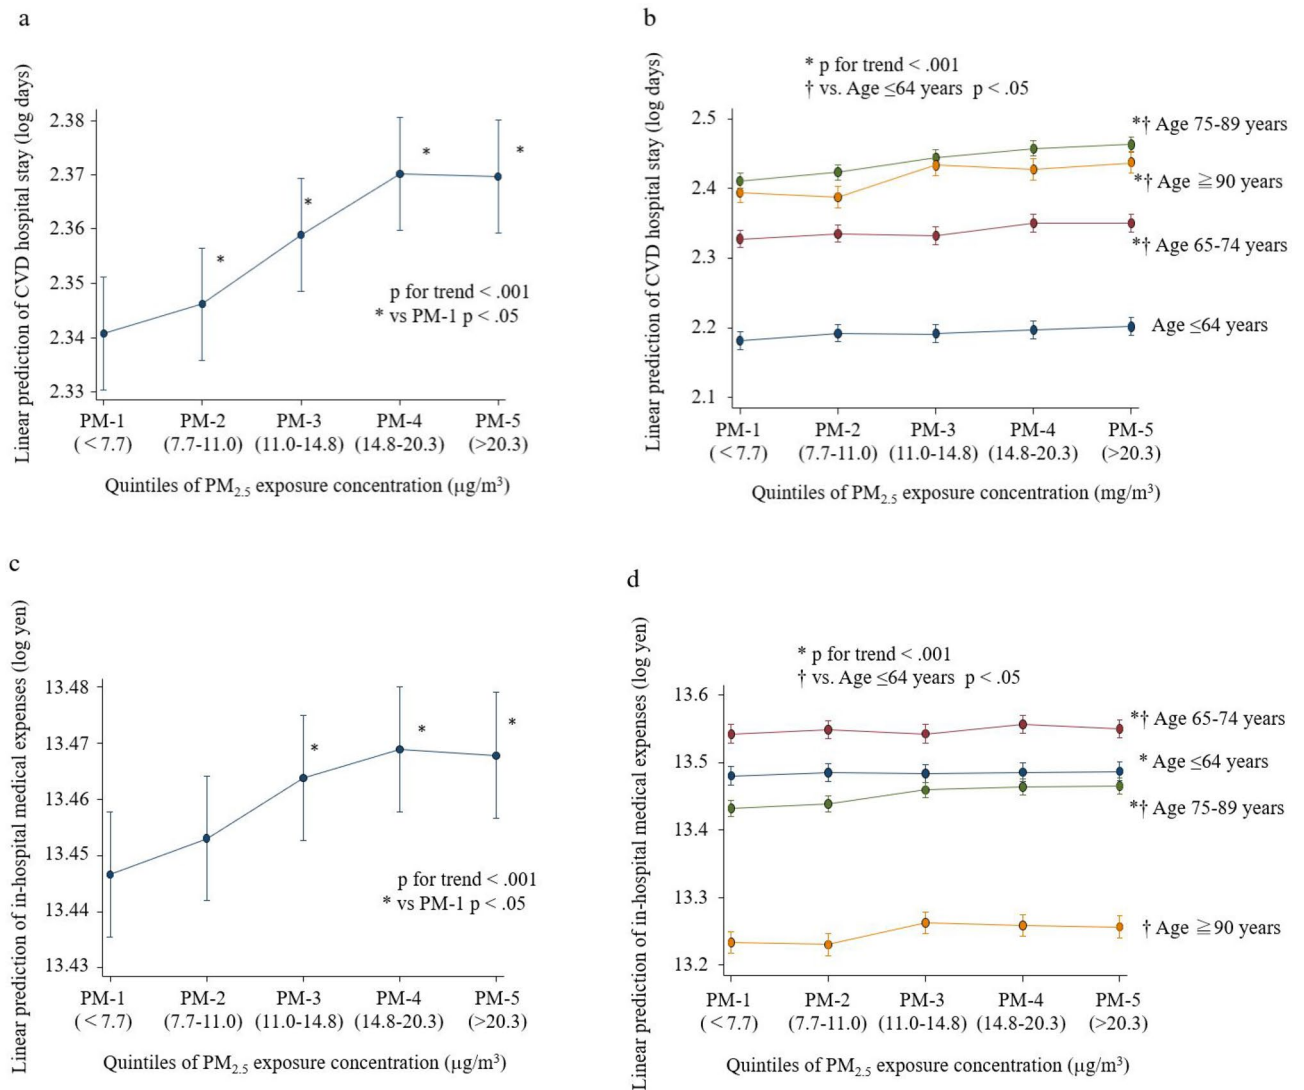 a
Linear prediction of CVD hospital stay (log days)
2.38
2.37
2.36
2.35
2.34
2.33
*
*
*
*
p for trend < .001
* vs PM-1 p < .05
PM-1 PM-2 PM-3 PM-4 PM-5
(<7.7) (7.7-11.0) (11.0-14.8) (14.8-20.3) (>20.3)
Quintiles of PM2.5 exposure concentration (μg/m³)
b
Linear prediction of CVD hospital stay (log days)
* p for trend < .001
† vs. Age ≤64 years p < .05
2.5
2.4
2.3
2.2
2.1
*† Age 75-89 years
*† Age ≧90 years
*† Age 65-74 years
Age ≤64 years
PM-1 PM-2 PM-3 PM-4 PM-5
(<7.7) (7.7-11.0) (11.0-14.8) (14.8-20.3) (>20.3)
Quintiles of PM2.5 exposure concentration (mg/m³)
c
Linear prediction of in-hospital medical expenses (log yen)
13.48
13.47
13.46
13.45
13.44
13.43
*
*
*
p for trend < .001
* vs PM-1 p < .05
PM-1 PM-2 PM-3 PM-4 PM-5
(<7.7) (7.7-11.0) (11.0-14.8) (14.8-20.3) (>20.3)
Quintiles of PM2.5 exposure concentration (μg/m³)
d
Linear prediction of in-hospital medical expenses (log yen)
* p for trend < .001
† vs. Age ≤64 years p < .05
13.6
13.5
13.4
13.3
13.2
*† Age 65-74 years
* Age ≤64 years
*† Age 75-89 years
† Age ≧90 years
PM-1 PM-2 PM-3 PM-4 PM-5
(<7.7) (7.7-11.0) (11.0-14.8) (14.8-20.3) (>20.3)
Quintiles of PM2.5 exposure concentration (μg/m³)